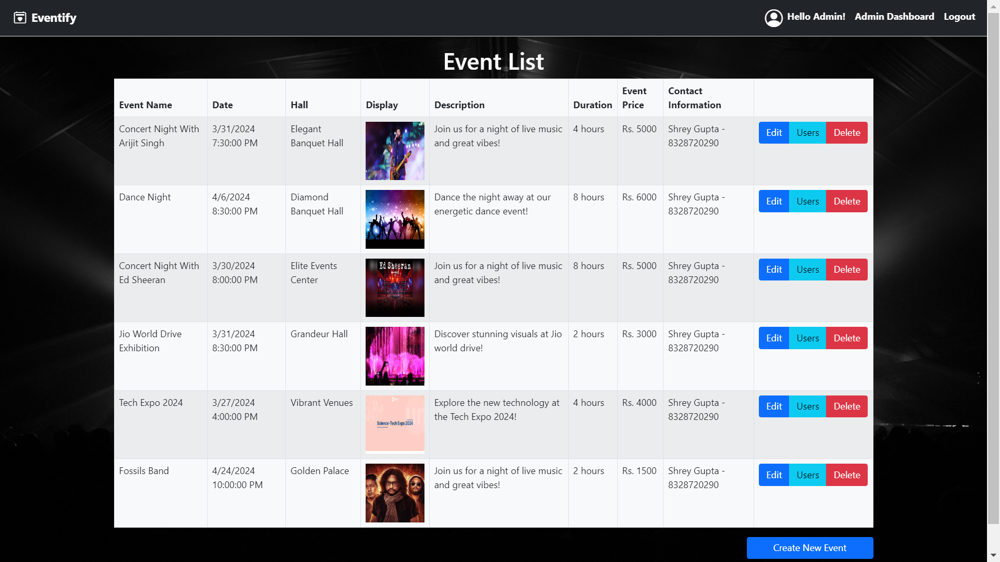 Eventify
Hello Admin! Admin Dashboard Logout
Event List
Event Name Date Hall Display Description Duration Event Price Contact Information
Concert Night With Arijit Singh
3/31/2024 7:30:00 PM
Elegant Banquet Hall
Join us for a night of live music and great vibes!
4 hours
Rs. 5000
Shrey Gupta - 8328720290
Edit Users Delete
Dance Night
4/6/2024 8:30:00 PM
Diamond Banquet Hall
Dance the night away at our energetic dance event!
8 hours
Rs. 6000
Shrey Gupta - 8328720290
Edit Users Delete
Concert Night With Ed Sheeran
3/30/2024 8:00:00 PM
Elite Events Center
Ed Sheeran
Join us for a night of live music and great vibes!
8 hours
Rs. 5000
Shrey Gupta - 8328720290
Edit Users Delete
Jio World Drive Exhibition
3/31/2024 8:30:00 PM
Grandeur Hall
Discover stunning visuals at Jio world drive!
2 hours
Rs. 3000
Shrey Gupta - 8328720290
Edit Users Delete
Tech Expo 2024
3/27/2024 4:00:00 PM
Vibrant Venues
Science-Tech Expo 2024
Explore the new technology at the Tech Expo 2024!
4 hours
Rs. 4000
Shrey Gupta - 8328720290
Edit Users Delete
Fossils Band
4/24/2024 10:00:00 PM
Golden Palace
Join us for a night of live music and great vibes!
2 hours
Rs. 1500
Shrey Gupta - 8328720290
Edit Users Delete
Create New Event